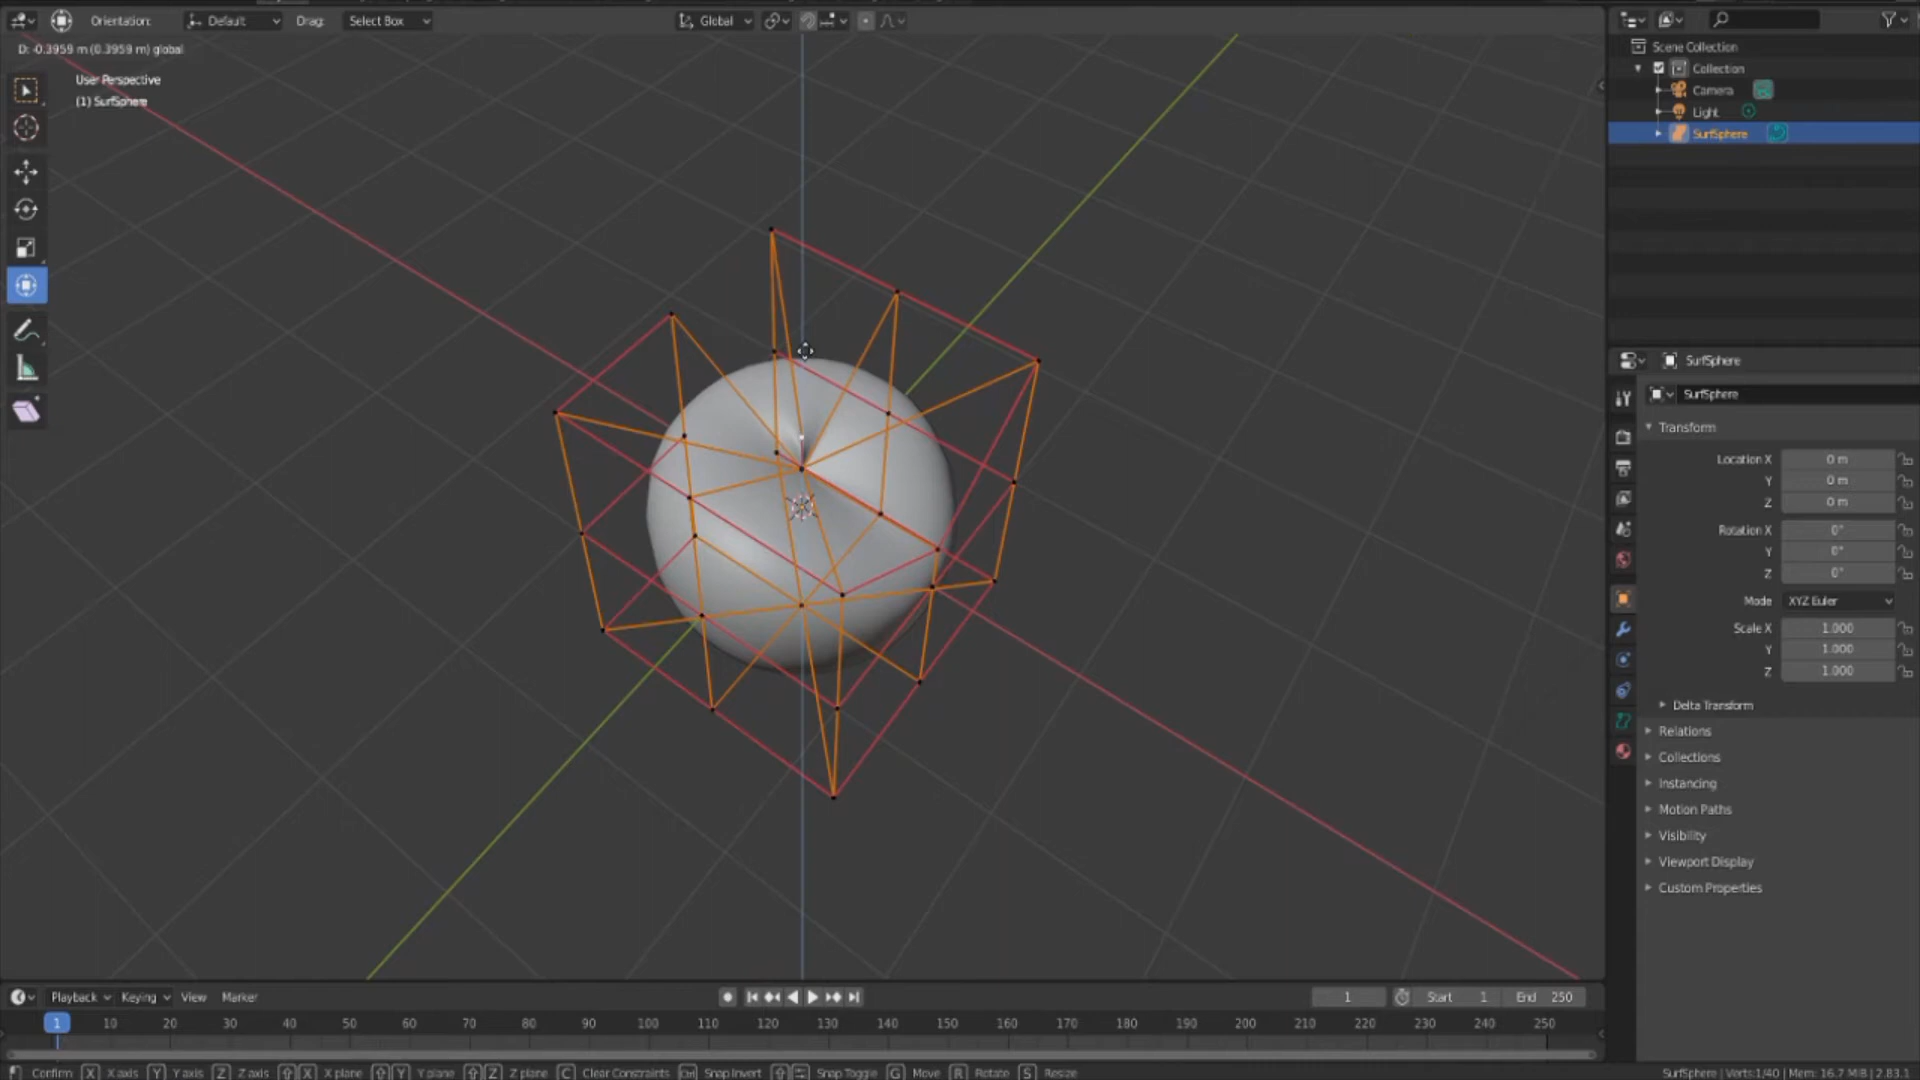 Orientation: Default Drag: Select Box Global
D: -0.3959 m (0.3959 m) global
User Perspective
(1) SurfSphere
Scene Collection
Collection
Camera
Light
SurfSphere
SurfSphere
SurfSphere
Transform
Location X 0 m
Y 0 m
Z 0 m
Rotation X 0°
Y 0°
Z 0°
Mode XYZ Euler
Scale X 1.000
Y 1.000
Z 1.000
Delta Transform
Relations
Collections
Instancing
Motion Paths
Visibility
Viewport Display
Custom Properties
Playback Keying View Marker 1 Start 1 End 250
1 10 20 30 40 50 60 70 80 90 100 110 120 130 140 150 160 170 180 190 200 210 220 230 240 250
Confirm X X axis Y Y axis Z Z axis X X plane Y Y plane Z Z plane C Clear Constraints Ctrl Snap Invert Snap Toggle G Move R Rotate S Resize SurfSphere | Verts:1/40 | Mem: 16.7 MiB | 2.83.1